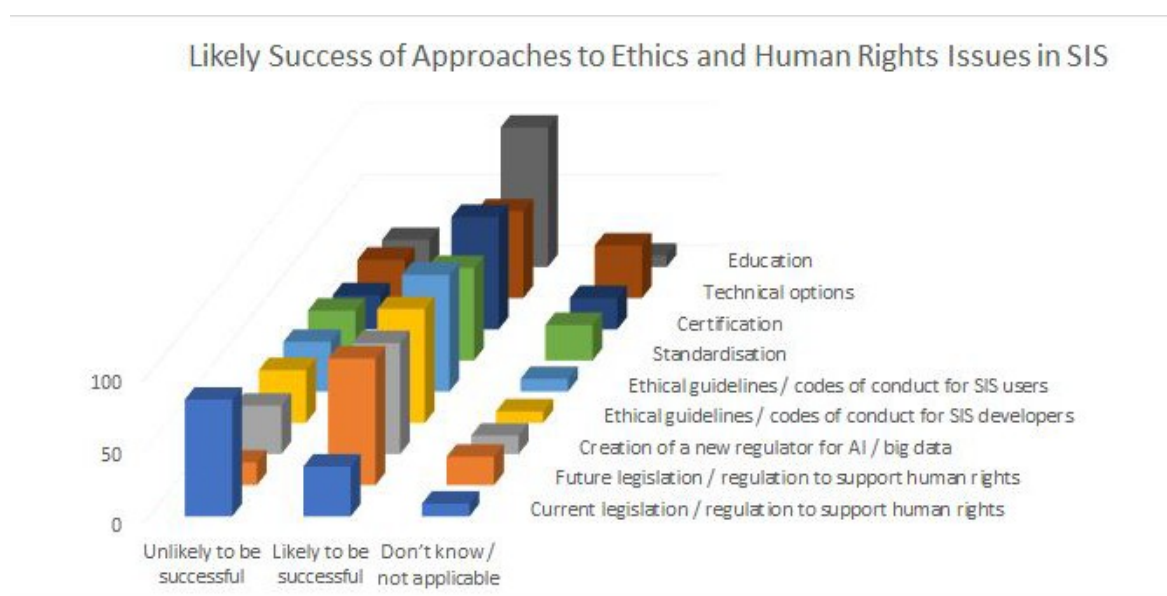 Likely Success of Approaches to Ethics and Human Rights Issues in SIS
Education
Technical options
Certification
Standardisation
Ethical guidelines / codes of conduct for SIS users
Ethical guidelines / codes of conduct for SIS developers
Creation of a new regulator for AI / big data
Future legislation / regulation to support human rights
Current legislation / regulation to support human rights
100
50
0
Unlikely to be
successful
Likely to be
successful
Don't know /
not applicable